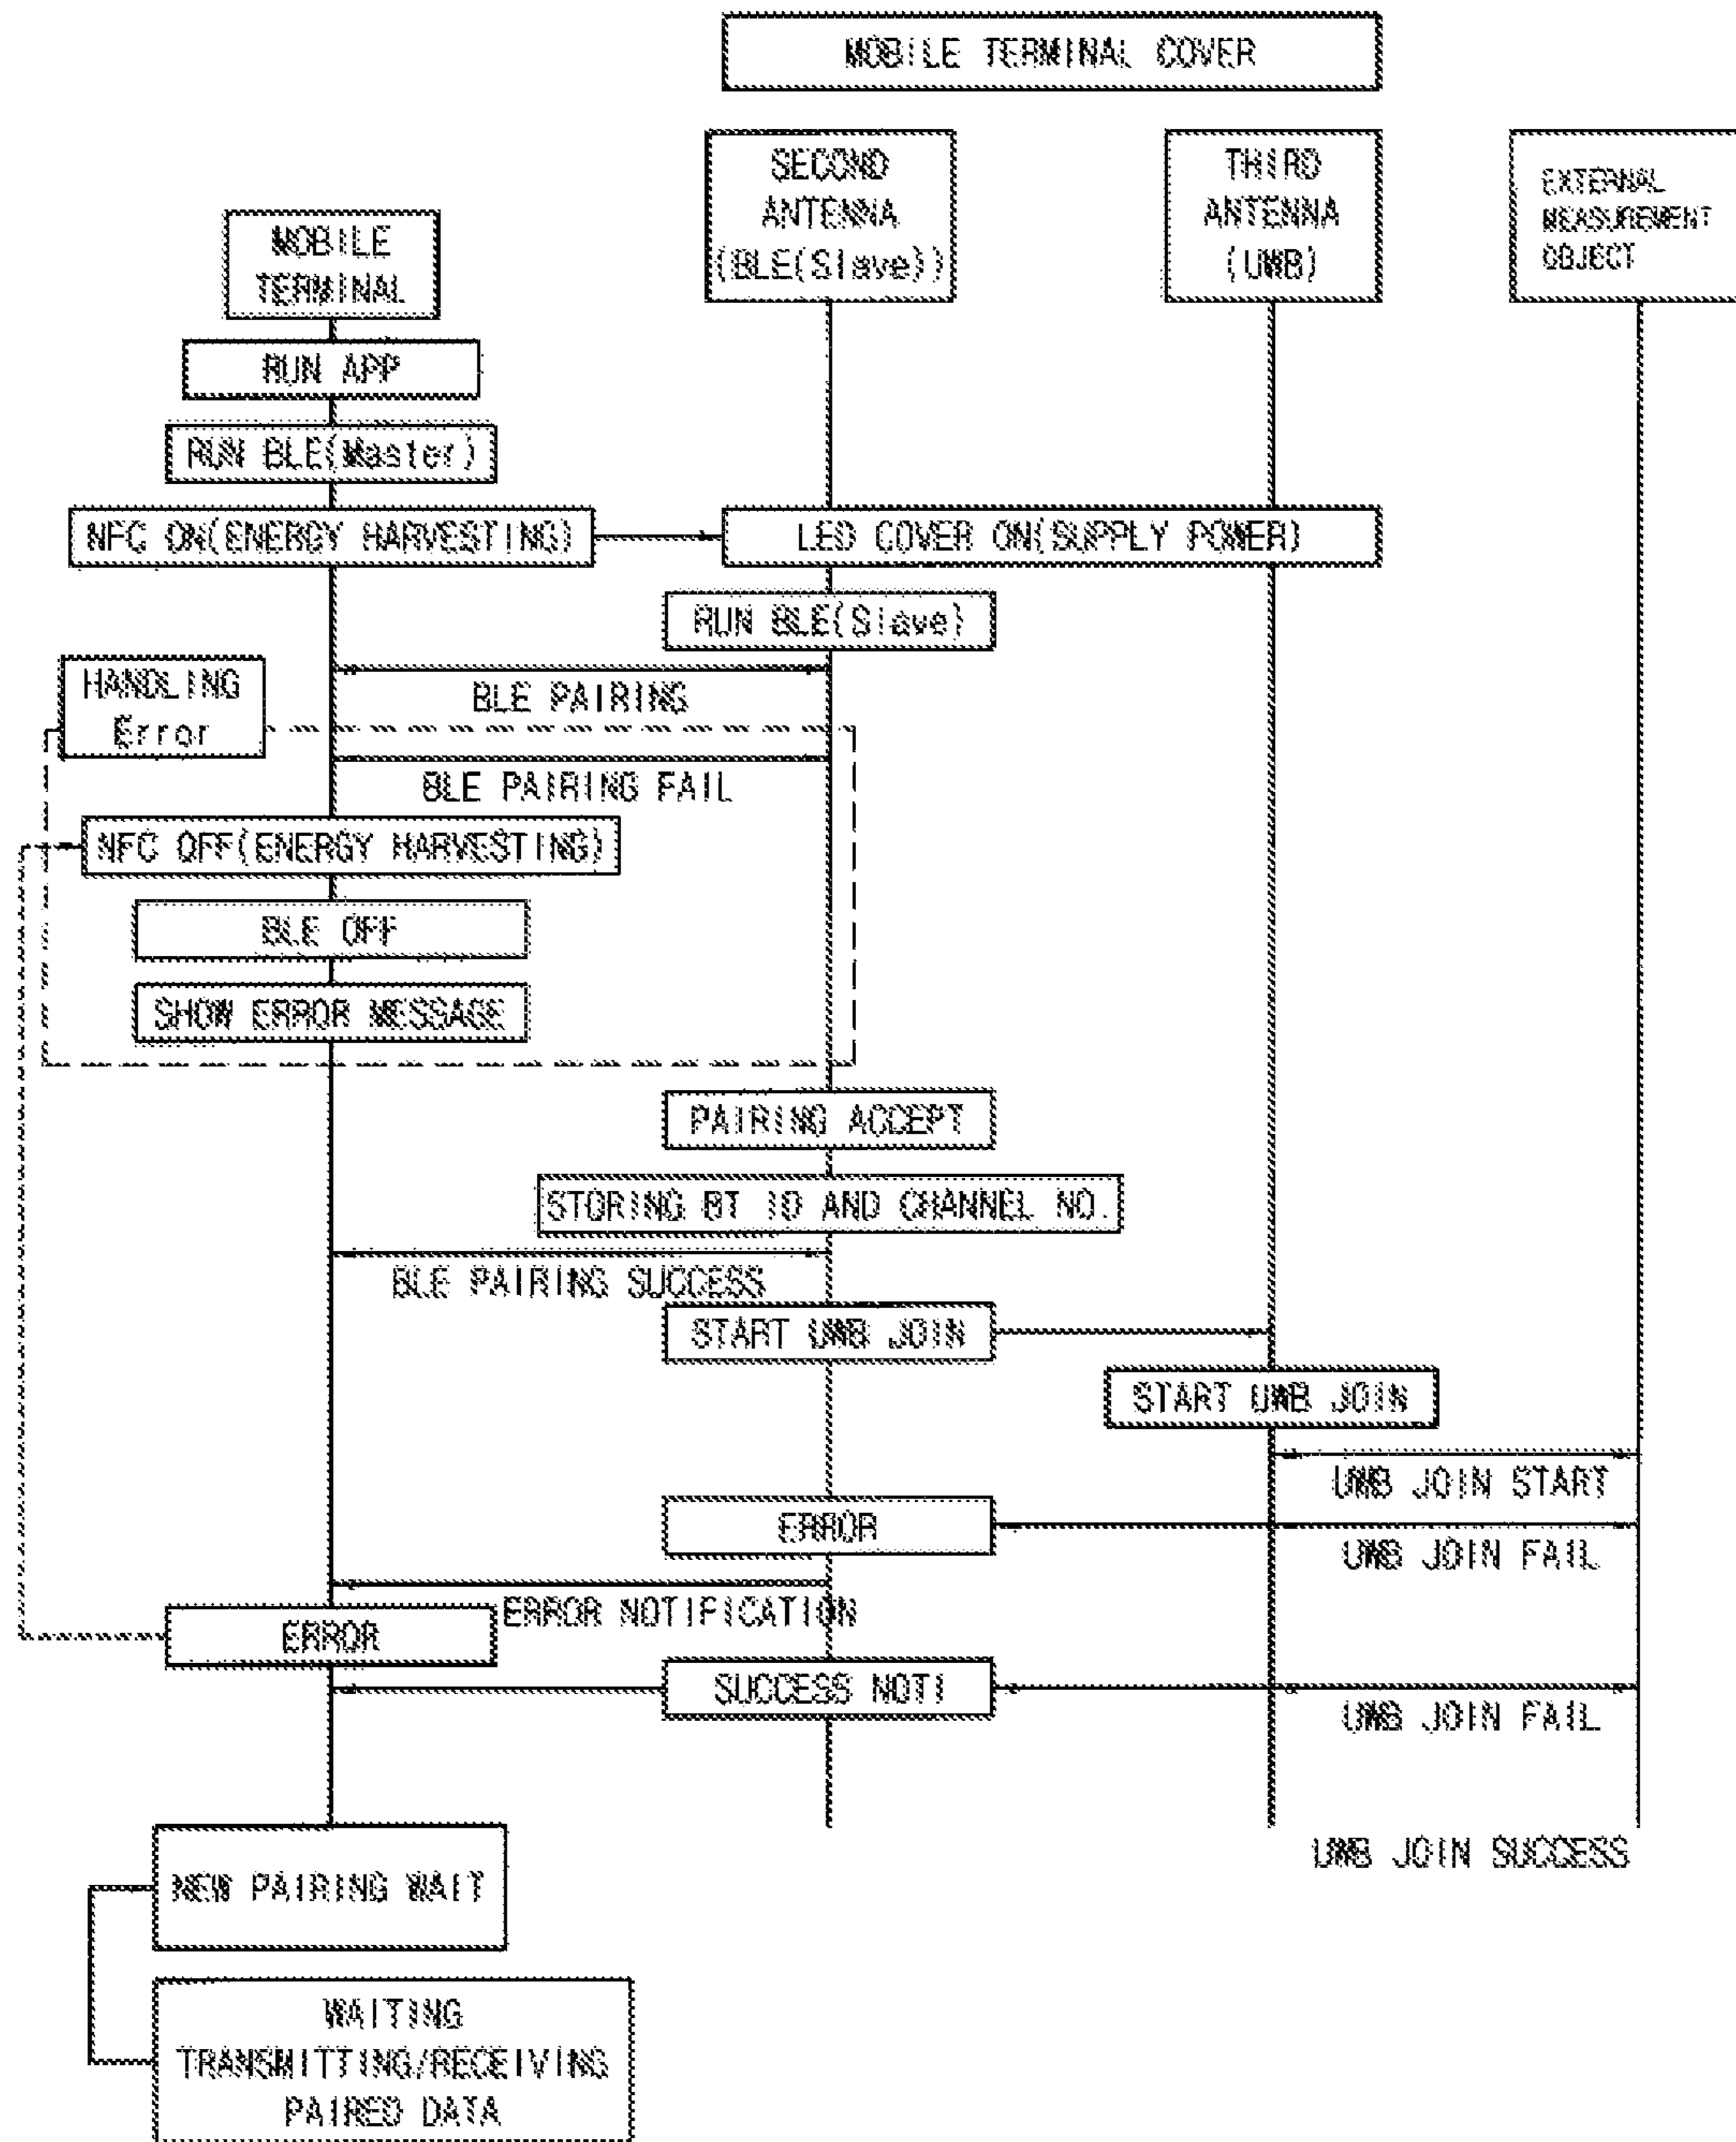 MOBILE TERMINAL COVER
SECOND
ANTENNA
(BLE(Slave))
THIRD
ANTENNA
(UWB)
EXTERNAL
MEASUREMENT
OBJECT
MOBILE
TERMINAL
RUN APP
RUN BLE(Master)
NFC ON(ENERGY HARVESTING)
LED COVER ON(SUPPLY POWER)
RUN BLE(Slave)
HANDLING
Error
BLE PAIRING
BLE PAIRING FAIL
NFC OFF(ENERGY HARVESTING)
BLE OFF
SHOW ERROR MESSAGE
PAIRING ACCEPT
STORING BT ID AND CHANNEL NO.
BLE PAIRING SUCCESS
START UWB JOIN
START UWB JOIN
UWB JOIN START
ERROR
UWB JOIN FAIL
ERROR NOTIFICATION
ERROR
SUCCESS NOTI
UWB JOIN FAIL
UWB JOIN SUCCESS
NEW PAIRING WAIT
WAITING
TRANSMITTING/RECEIVING
PAIRED DATA